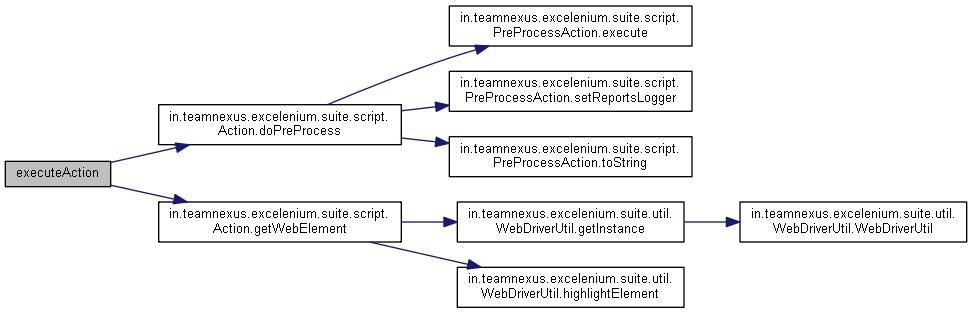 in.teamnexus.excelenium.suite.script.
PreProcessAction.execute
in.teamnexus.excelenium.suite.script.
PreProcessAction.setReportsLogger
in.teamnexus.excelenium.suite.script.
Action.doPreProcess
in.teamnexus.excelenium.suite.script.
PreProcessAction.toString
executeAction
in.teamnexus.excelenium.suite.script.
Action.getWebElement
in.teamnexus.excelenium.suite.util.
WebDriverUtil.getInstance
in.teamnexus.excelenium.suite.util.
WebDriverUtil.WebDriverUtil
in.teamnexus.excelenium.suite.util.
WebDriverUtil.highlightElement